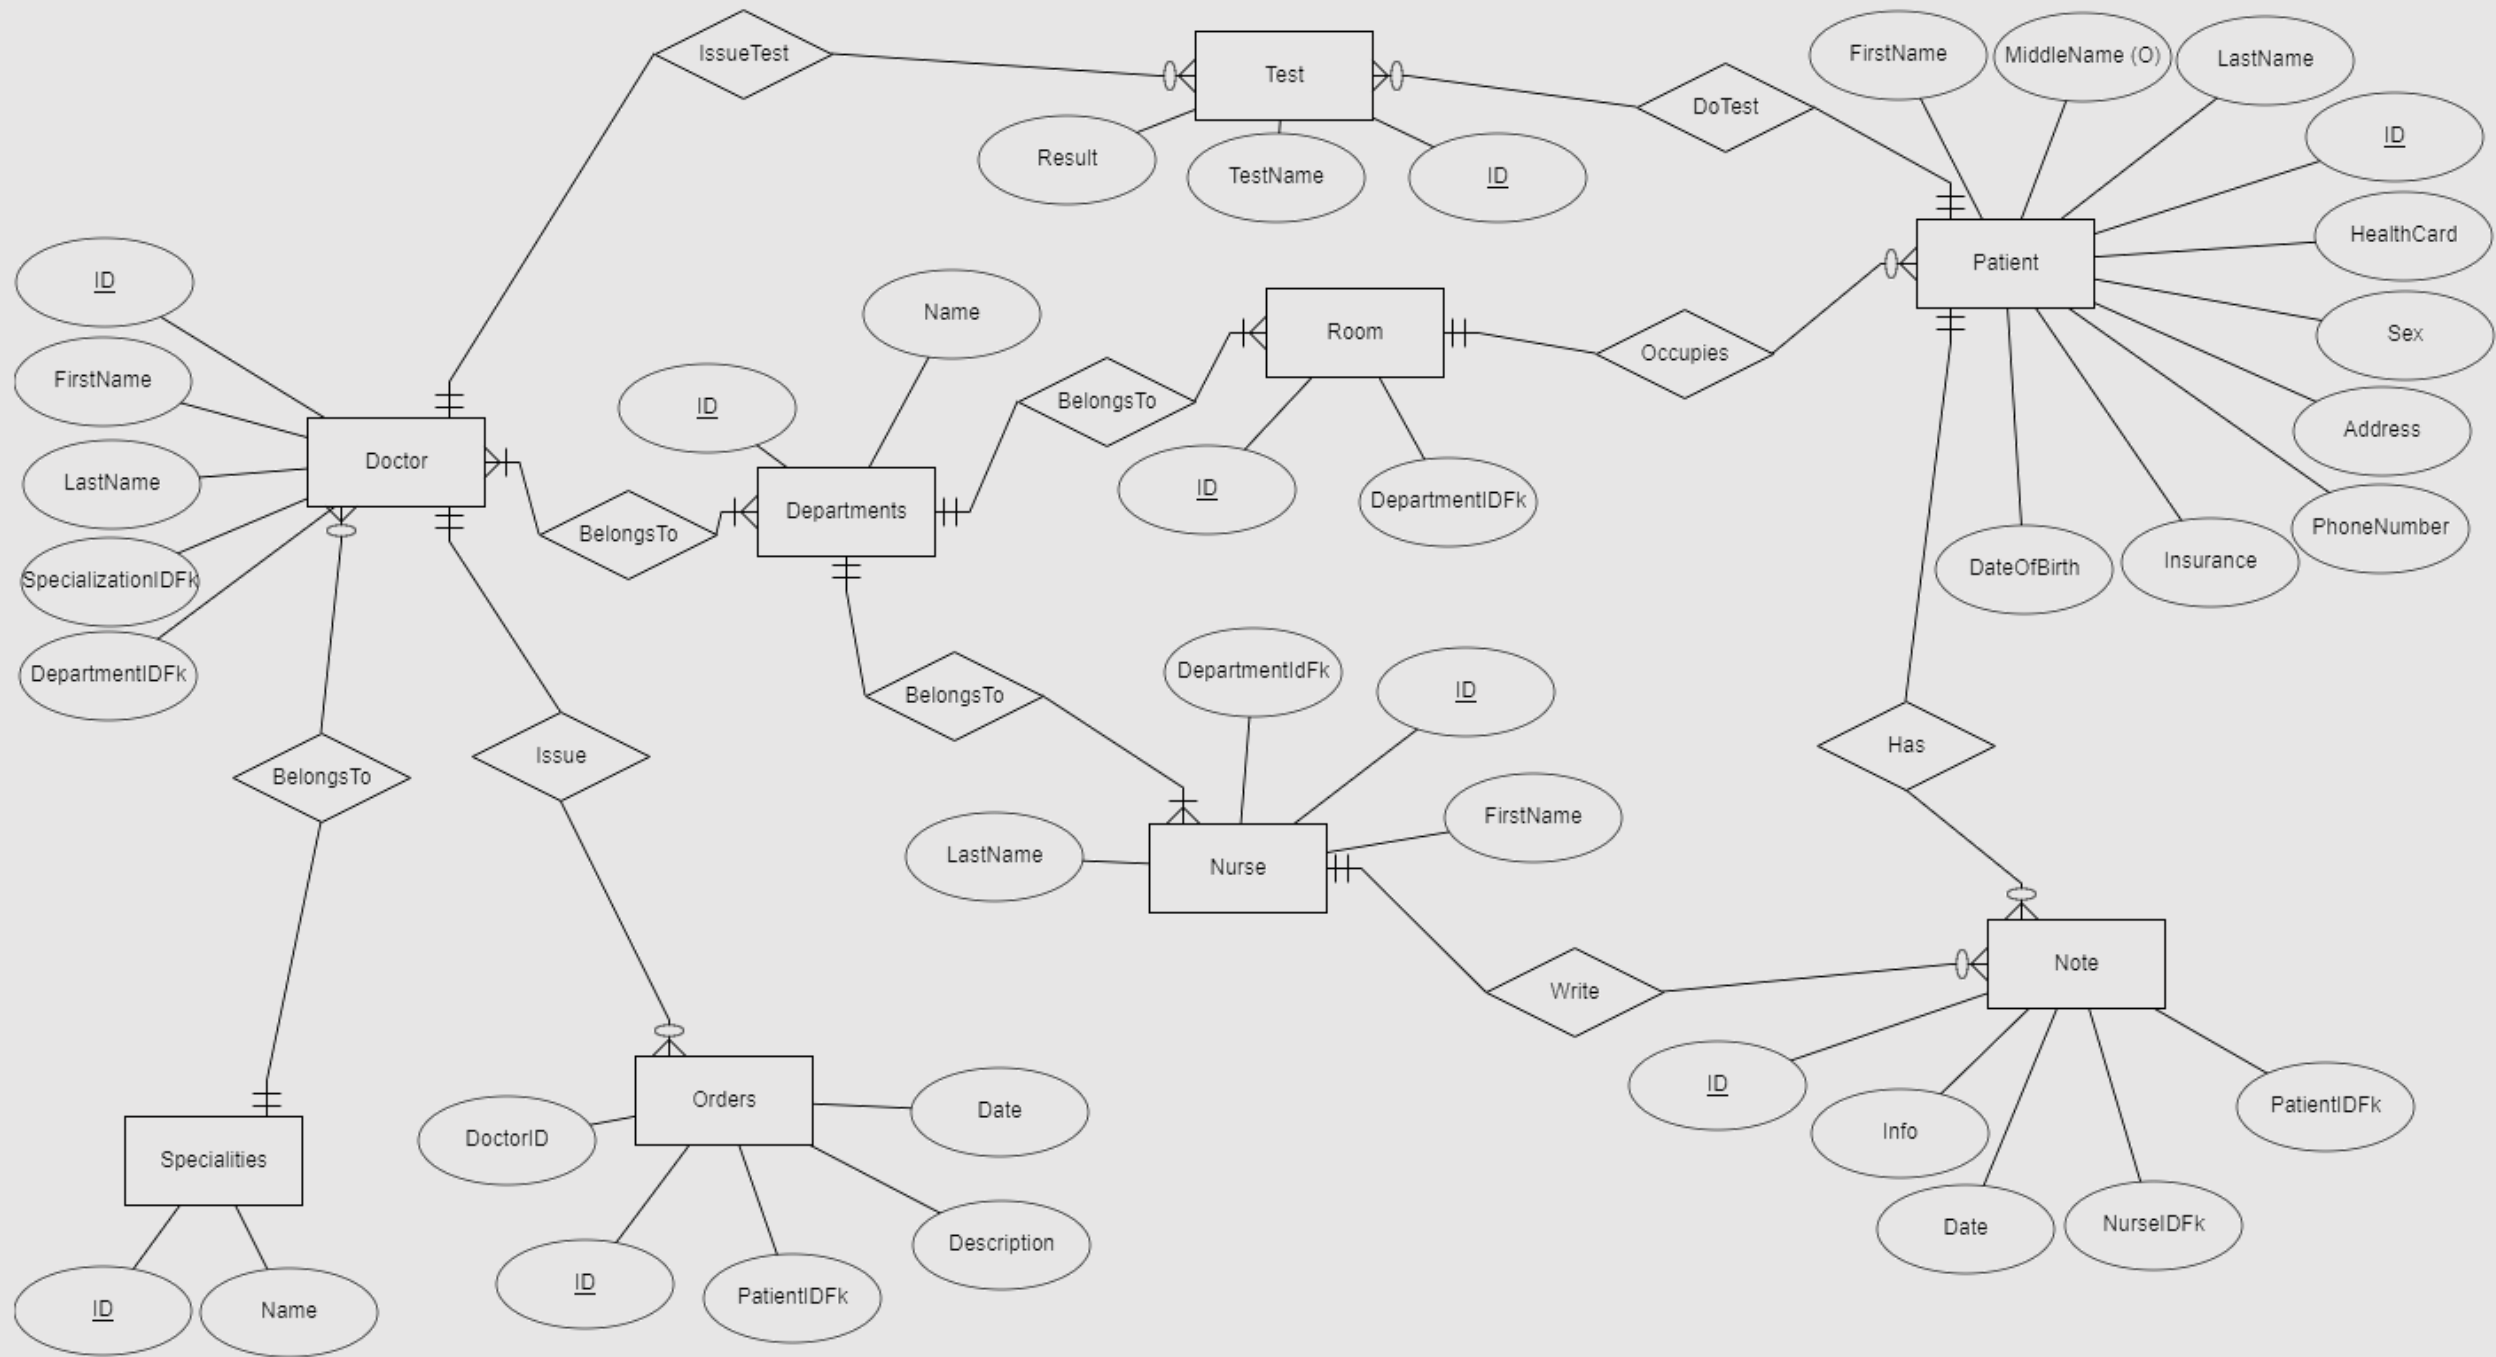 IssueTest
Test
FirstName
MiddleName (O)
LastName
DoTest
ID
Result
TestName
ID
HealthCard
Patient
ID
Name
Room
Sex
Occupies
FirstName
ID
BelongsTo
Address
Doctor
LastName
ID
DepartmentIDFk
Departments
BelongsTo
PhoneNumber
SpecializationIDFk
DateOfBirth
Insurance
DepartmentIDFk
BelongsTo
DepartmentIdFk
ID
BelongsTo
Issue
Has
LastName
Nurse
FirstName
Write
Note
Orders
Date
DoctorID
ID
Info
PatientIDFk
Specialities
Description
Date
NurseIDFk
ID
PatientIDFk
ID
Name